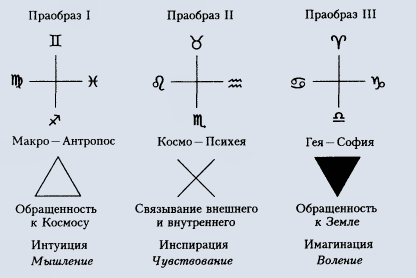 Праобраз I
Праобраз II
Праобраз III
♊ ♉ ♈
♍ ♓ ♌ ♒ ♋ ♑
♐ ♏ ♎
Макро — Антропос
Космо — Психея
Гея — София
Обращенность
к Космосу
Связывание внешнего
и внутреннего
Обращенность
к Земле
Интуиция
Мышление
Инспирация
Чувствование
Имагинация
Воление